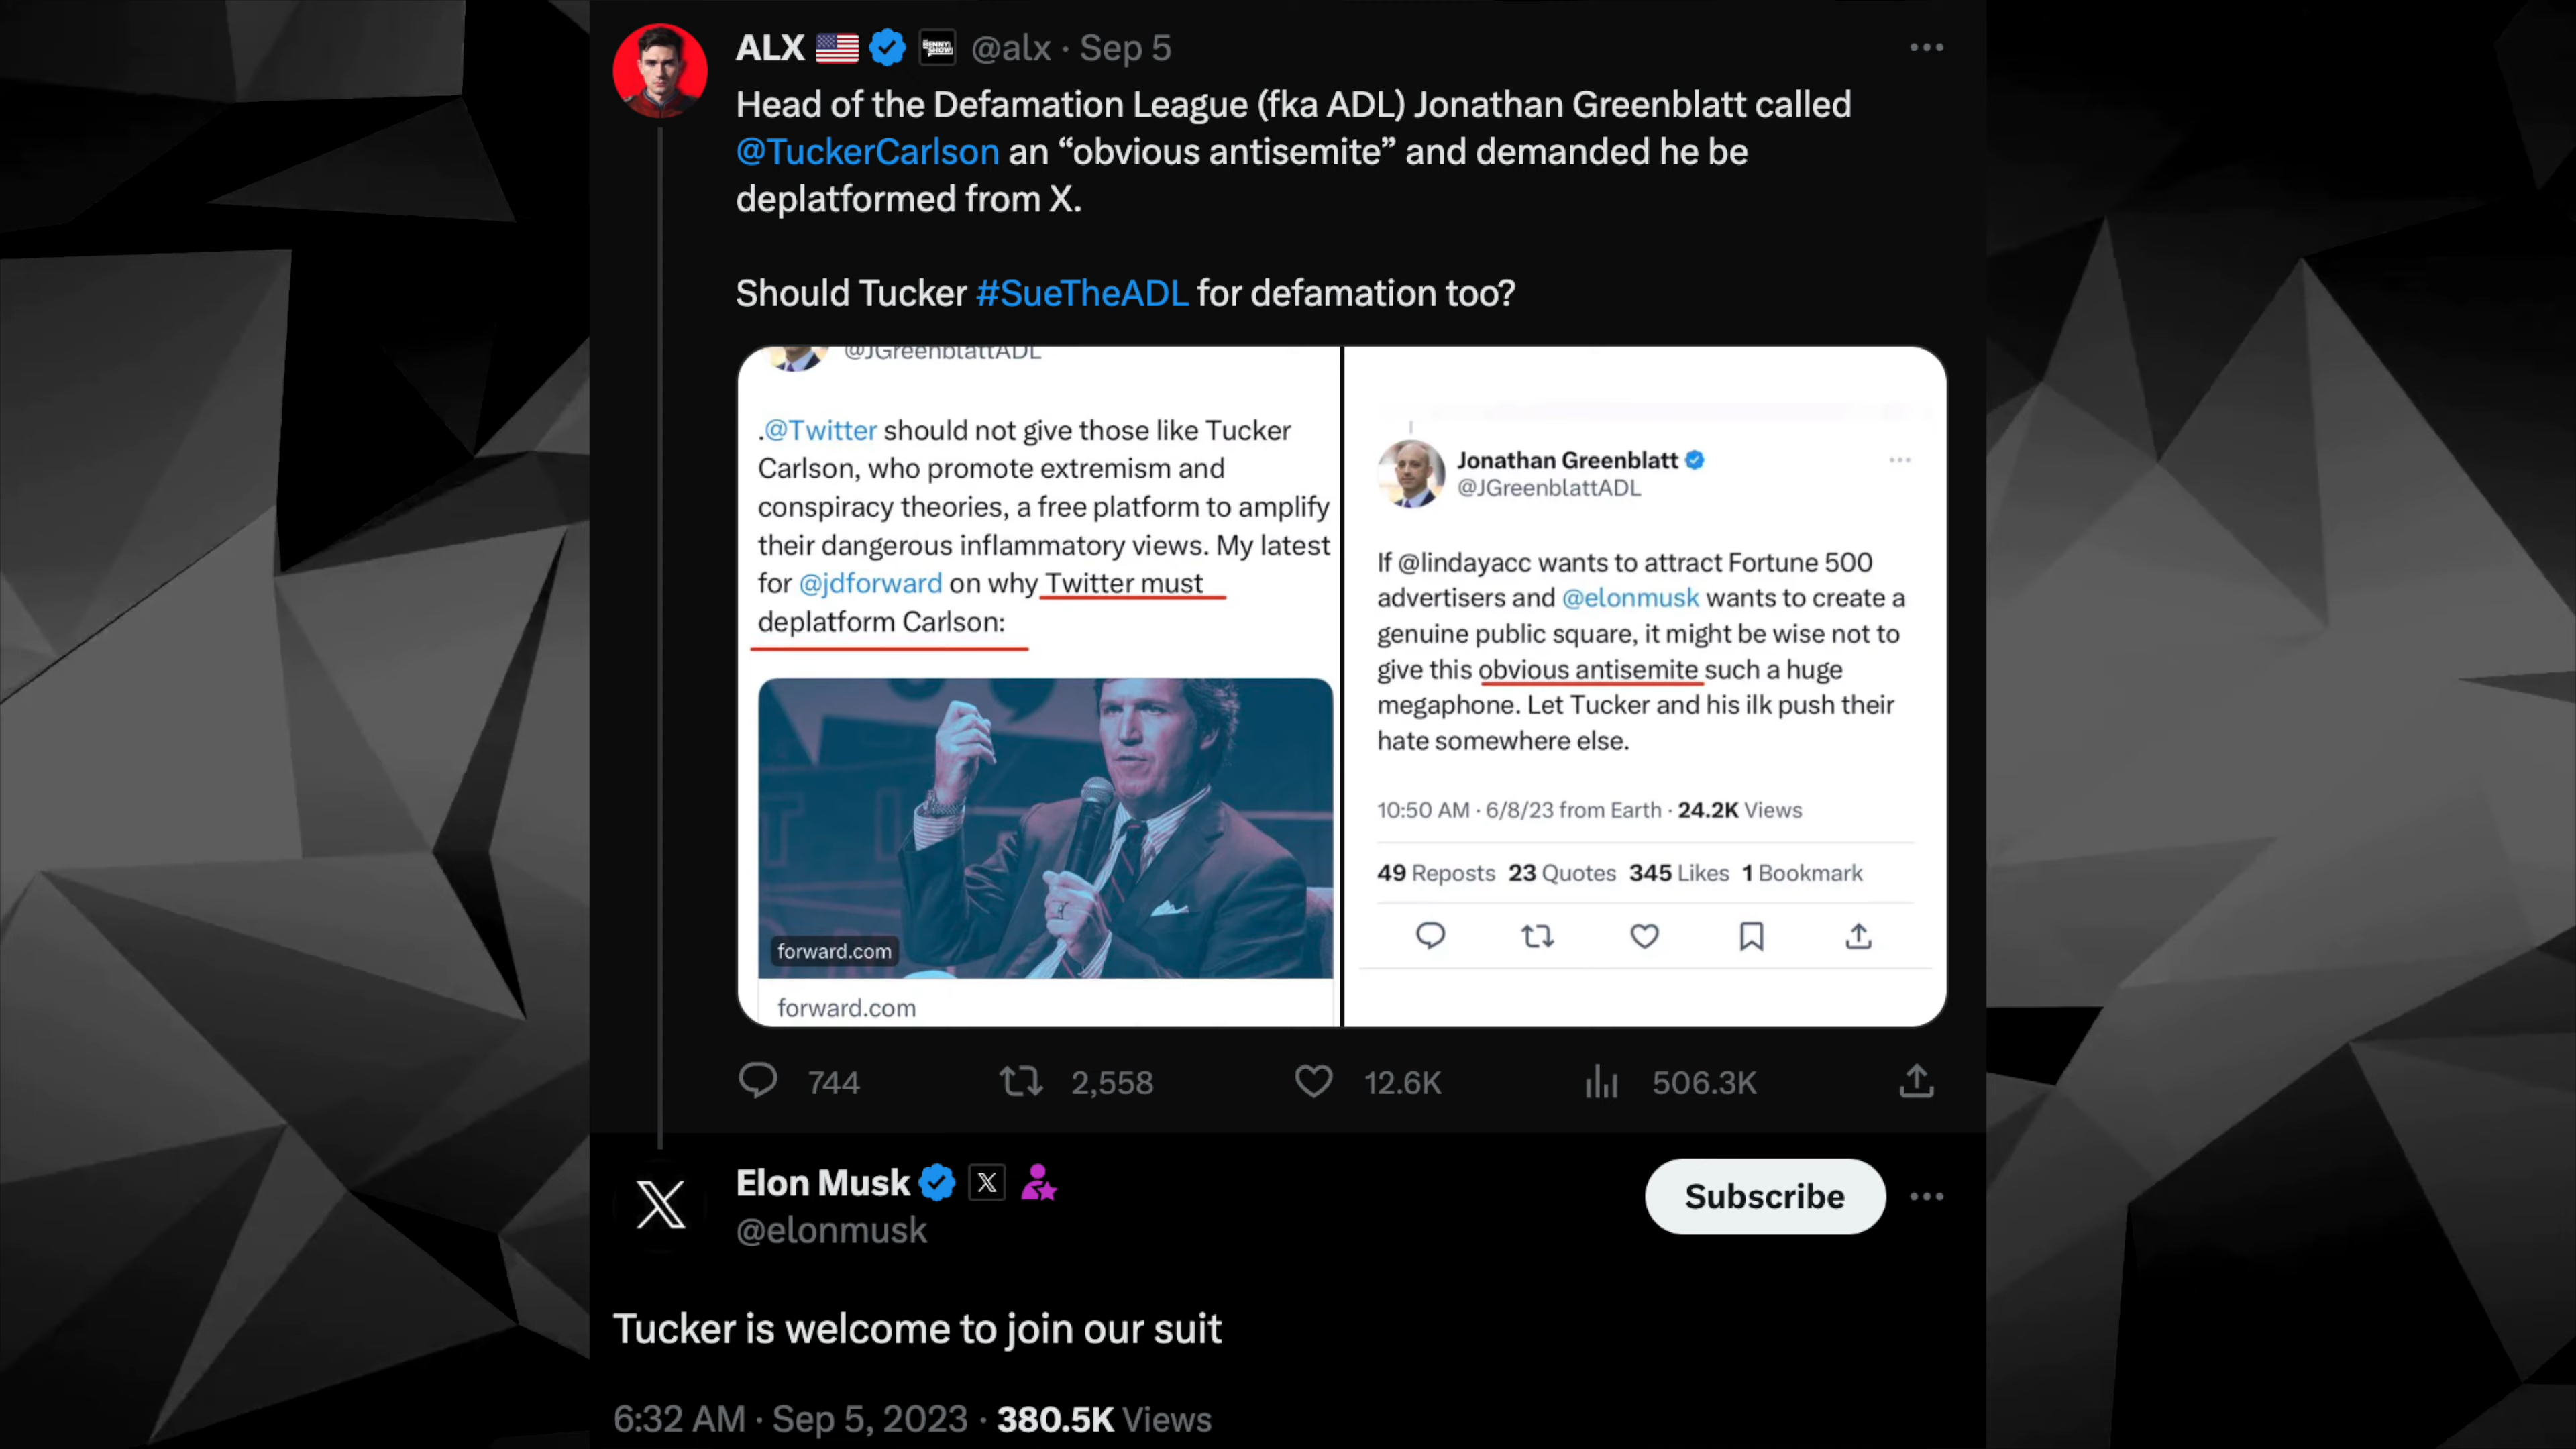 ALX @alx · Sep 5
Head of the Defamation League (fka ADL) Jonathan Greenblatt called
@TuckerCarlson an “obvious antisemite” and demanded he be
deplatformed from X.
Should Tucker #SueTheADL for defamation too?
@JGreenblattADL
.@Twitter should not give those like Tucker
Carlson, who promote extremism and
conspiracy theories, a free platform to amplify
their dangerous inflammatory views. My latest
for @jdforward on why Twitter must
deplatform Carlson:
forward.com
forward.com
Jonathan Greenblatt
@JGreenblattADL
If @lindayacc wants to attract Fortune 500
advertisers and @elonmusk wants to create a
genuine public square, it might be wise not to
give this obvious antisemite such a huge
megaphone. Let Tucker and his ilk push their
hate somewhere else.
10:50 AM · 6/8/23 from Earth · 24.2K Views
49 Reposts 23 Quotes 345 Likes 1 Bookmark
744 2,558 12.6K 506.3K
Elon Musk
@elonmusk
Subscribe
Tucker is welcome to join our suit
6:32 AM · Sep 5, 2023 · 380.5K Views